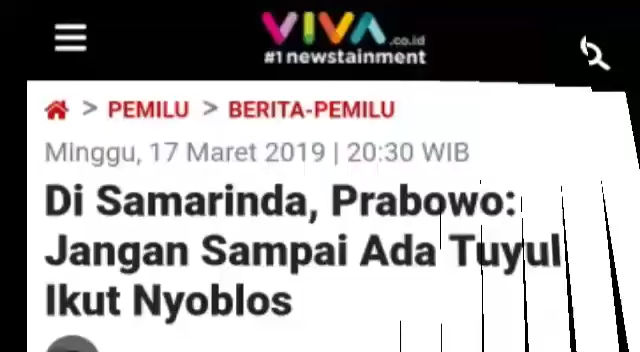 VIVA.co.id
#1 newstainment
> PEMILU > BERITA-PEMILU
Minggu, 17 Maret 2019 | 20:30 WIB
Di Samarinda, Prabowo:
Jangan Sampai Ada Tuyul
Ikut Nyoblos